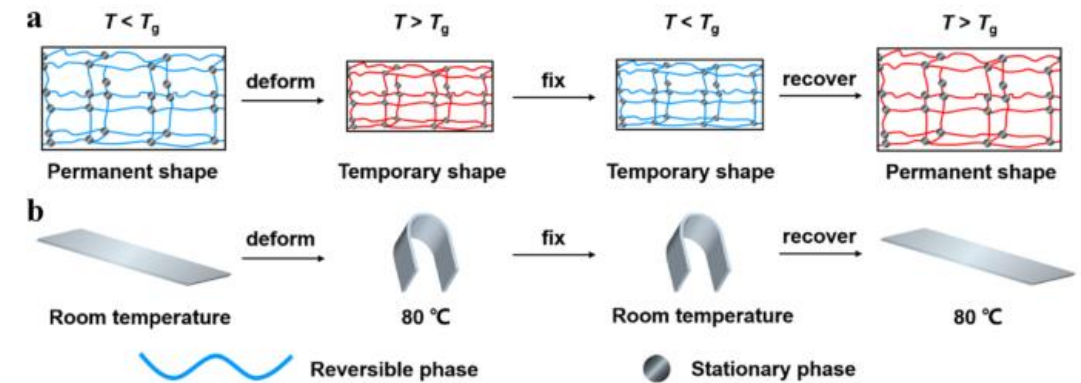 a
T < Tg
T > Tg
T < Tg
T > Tg
deform
fix
recover
Permanent shape
Temporary shape
Temporary shape
Permanent shape
b
deform
fix
recover
Room temperature
80 ℃
Room temperature
80 ℃
Reversible phase
Stationary phase